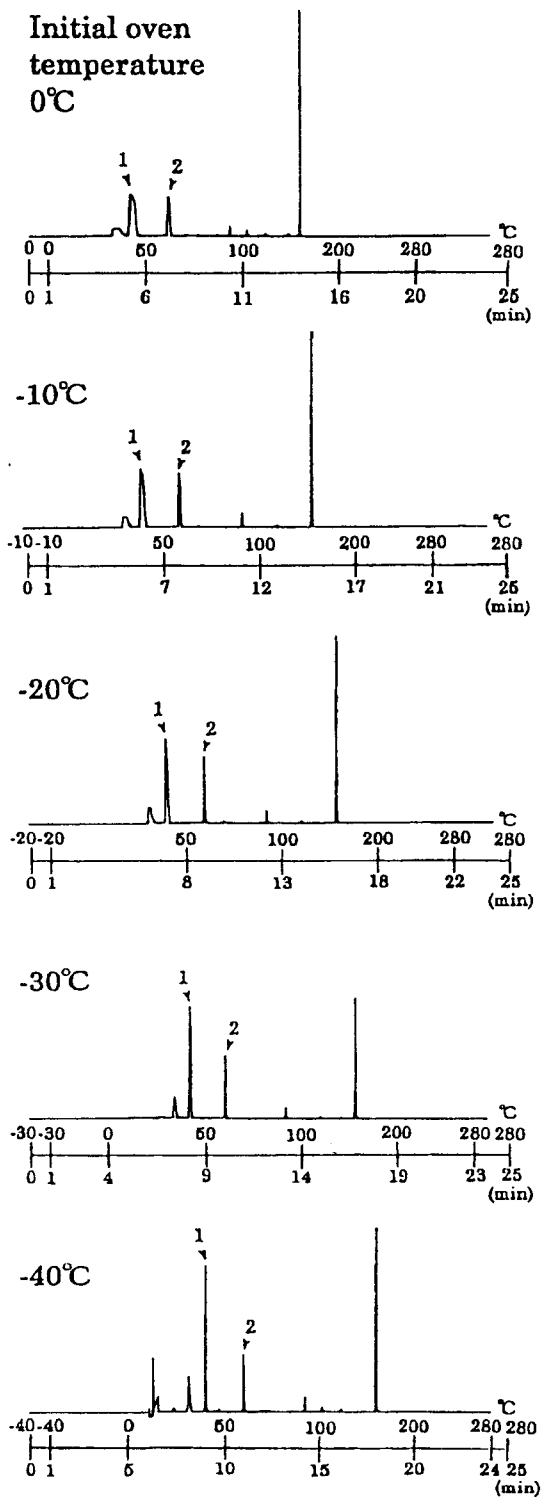 Initial oven
temperature
0℃
1 2
℃
0 0 50 100 200 280 280
0 1 6 11 16 20 25
(min)
-10℃
1 2
℃
-10 -10 50 100 200 280 280
0 1 7 12 17 21 25
(min)
-20℃
1 2
℃
-20 -20 50 100 200 280 280
0 1 8 13 18 22 25
(min)
-30℃
1
2
℃
-30 -30 0 50 100 200 280 280
0 1 4 9 14 19 23 25
(min)
-40℃
1
2
℃
-40 -40 0 50 100 200 280 280
0 1 5 10 15 20 24 25
(min)